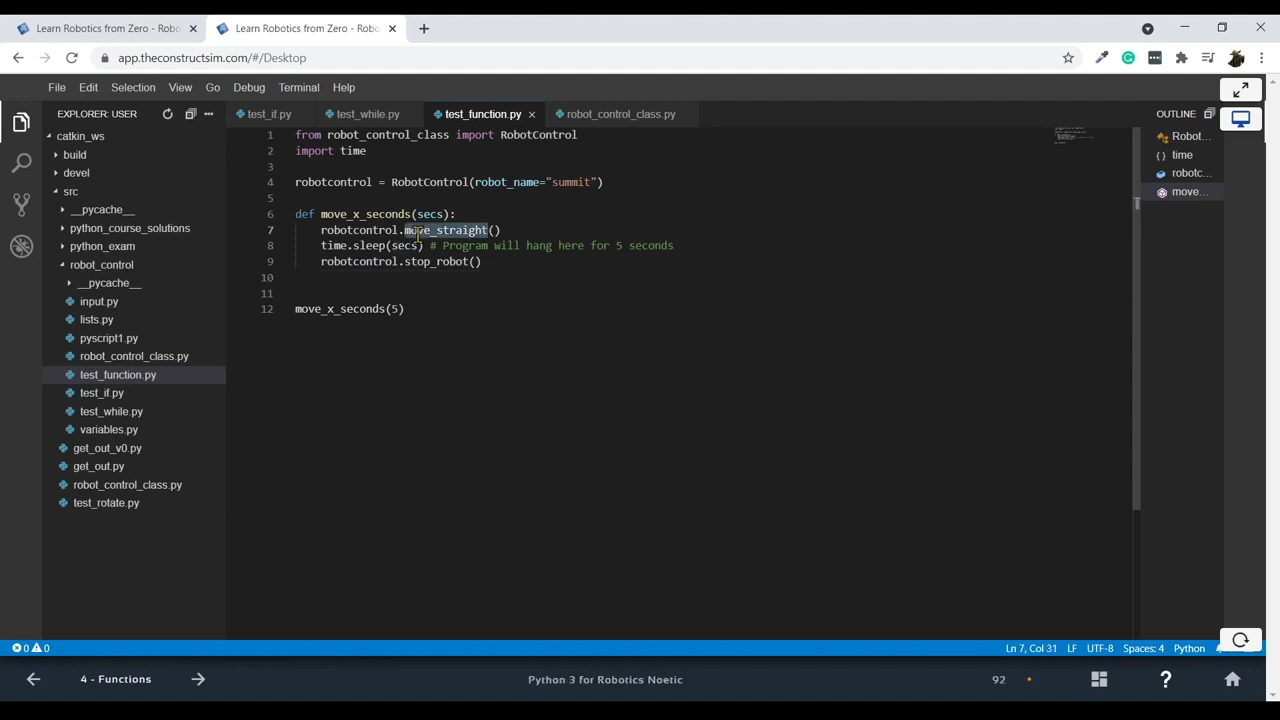 Learn Robotics from Zero - Robo
Learn Robotics from Zero - Robo
app.theconstructsim.com/#/Desktop
File Edit Selection View Go Debug Terminal Help
EXPLORER: USER
catkin_ws
build
devel
src
__pycache__
python_course_solutions
python_exam
robot_control
__pycache__
input.py
lists.py
pyscript1.py
robot_control_class.py
test_function.py
test_if.py
test_while.py
variables.py
get_out_v0.py
get_out.py
robot_control_class.py
test_rotate.py
test_if.py test_while.py test_function.py robot_control_class.py
1 from robot_control_class import RobotControl
2 import time
3
4 robotcontrol = RobotControl(robot_name="summit")
5
6 def move_x_seconds(secs):
7 robotcontrol.move_straight()
8 time.sleep(secs) # Program will hang here for 5 seconds
9 robotcontrol.stop_robot()
10
11
12 move_x_seconds(5)
OUTLINE
Robot...
time
robotc...
move...
0 0
Ln 7, Col 31 LF UTF-8 Spaces: 4 Python
4 - Functions
Python 3 for Robotics Noetic
92